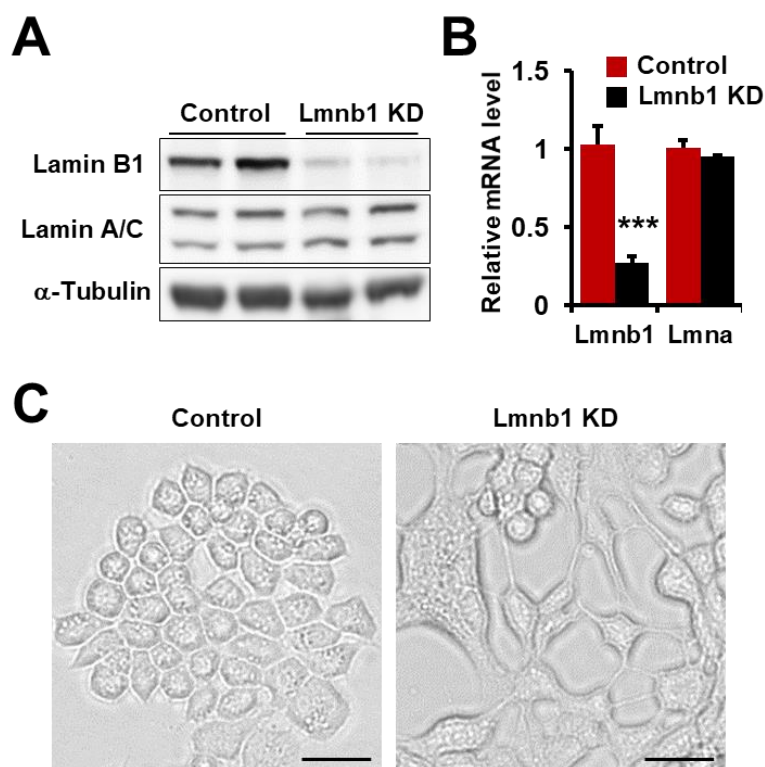 A
Control Lmnb1 KD
Lamin B1
Lamin A/C
α-Tubulin
B
Relative mRNA level
1.5
1
0.5
0
Control
Lmnb1 KD
***
Lmnb1 Lmna
C
Control Lmnb1 KD